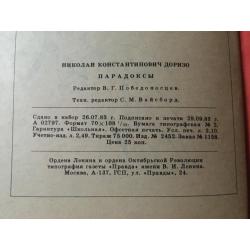 НИКОЛАЙ КОНСТАНТИНОВИЧ ДОРИЗО
ПАРАДОКСЫ
Редактор В. Г. Победоносцев.
Техн. редактор С. М. Вайсборд.
Сдано в набор 26.07.83 г. Подписано к печати 29.09.83 г.
А 02797. Формат 70×108 1/32. Бумага типографская № 2.
Гарнитура «Школьная». Офсетная печать. Усл. печ. л. 2,10.
Учетно-изд. л. 2,49. Тираж 75000. Изд. № 2452. Заказ № 1158.
Цена 25 коп.
Ордена Ленина и ордена Октябрьской Революции
типография газеты «Правда» имени В. И. Ленина.
Москва, А-137, ГСП, ул. «Правды», 24.